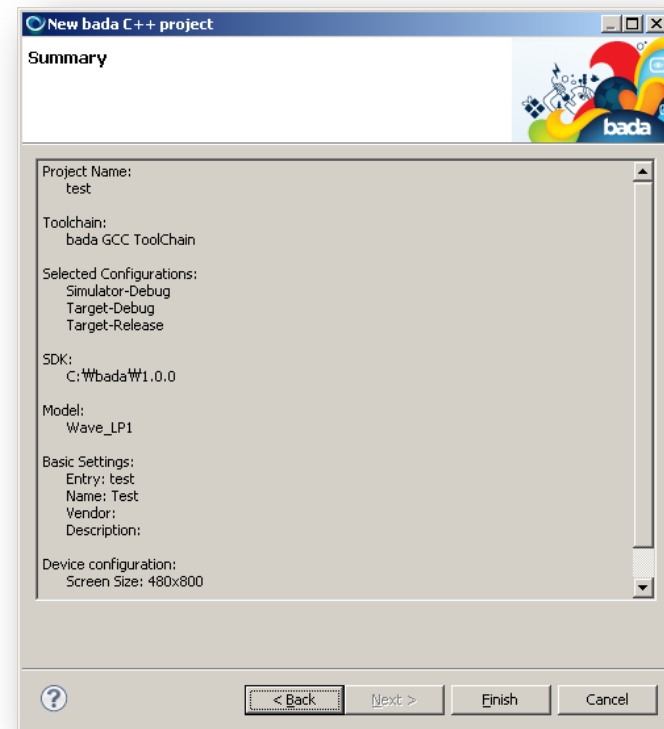 New bada C++ project
Summary
bada
Project Name:
test
Toolchain:
bada GCC ToolChain
Selected Configurations:
Simulator-Debug
Target-Debug
Target-Release
SDK:
C:₩bada₩1.0.0
Model:
Wave_LP1
Basic Settings:
Entry: test
Name: Test
Vendor:
Description:
Device configuration:
Screen Size: 480x800
< Back
Next >
Finish
Cancel